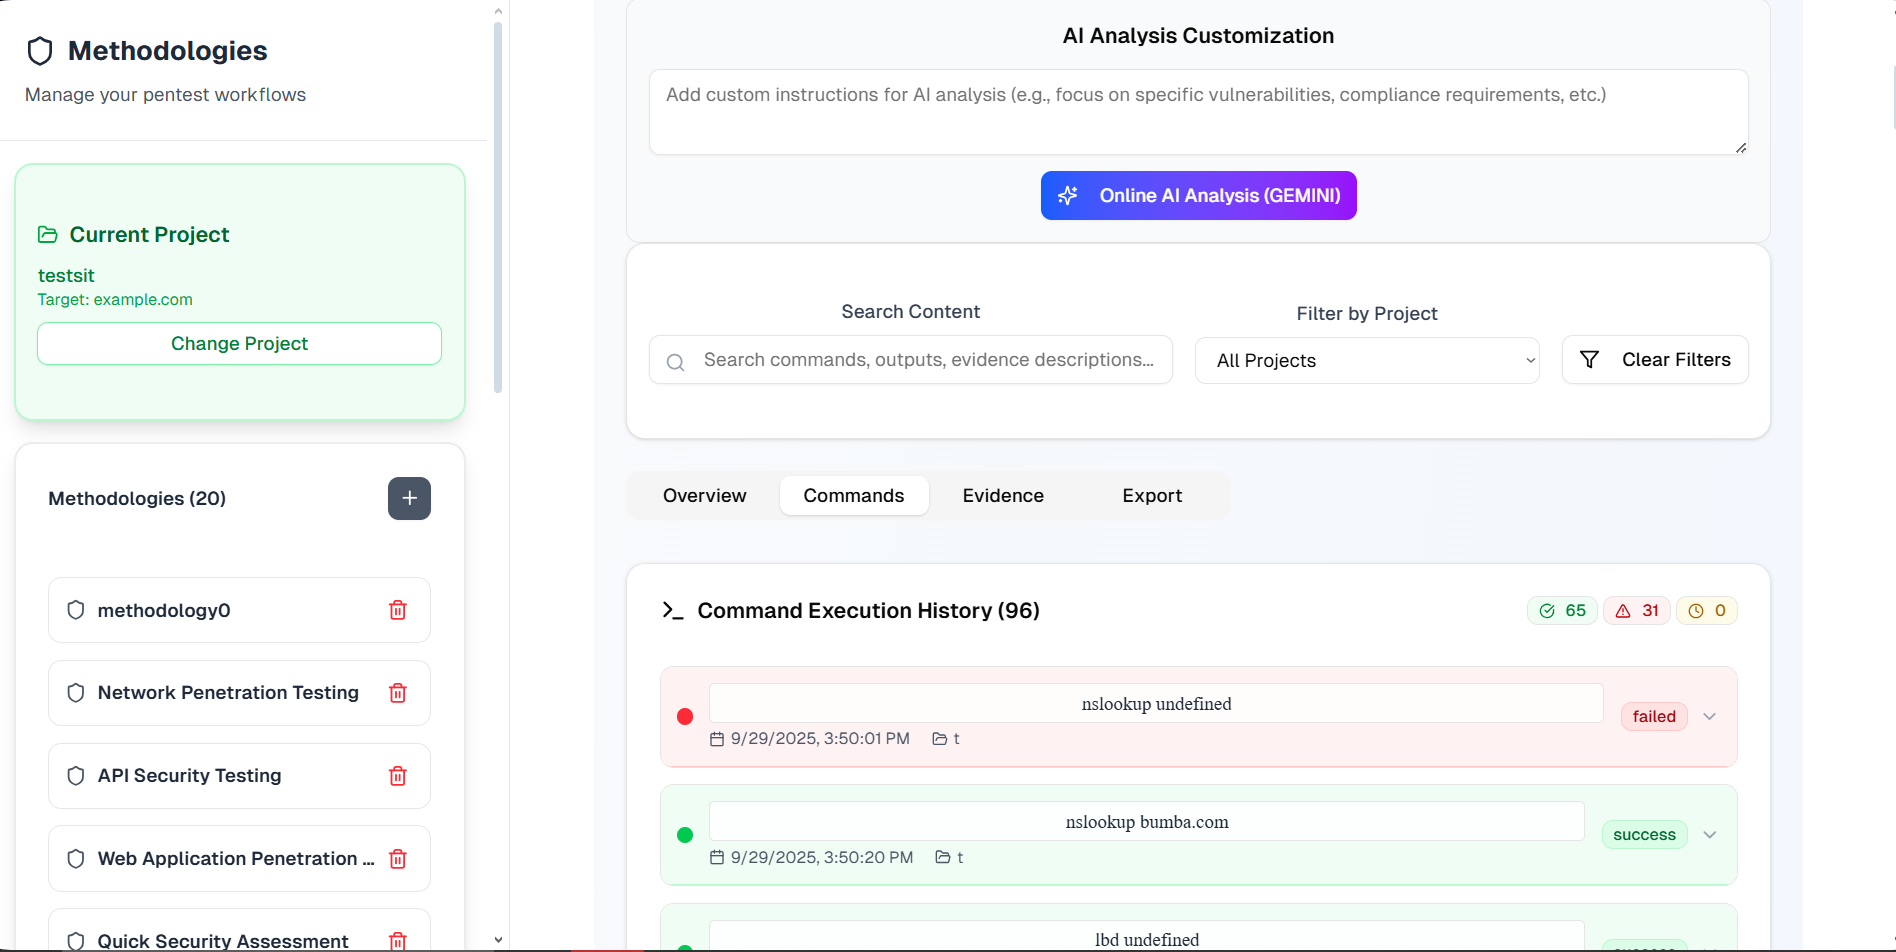 Methodologies
Manage your pentest workflows
Current Project
testsit
Target: example.com
Change Project
Methodologies (20)
methodology0
Network Penetration Testing
API Security Testing
Web Application Penetration ...
Quick Security Assessment
AI Analysis Customization
Add custom instructions for AI analysis (e.g., focus on specific vulnerabilities, compliance requirements, etc.)
Online AI Analysis (GEMINI)
Search Content
Search commands, outputs, evidence descriptions...
Filter by Project
All Projects
Clear Filters
Overview Commands Evidence Export
Command Execution History (96)
65 31 0
nslookup undefined
9/29/2025, 3:50:01 PM t
failed
nslookup bumba.com
9/29/2025, 3:50:20 PM t
success
lbd undefined